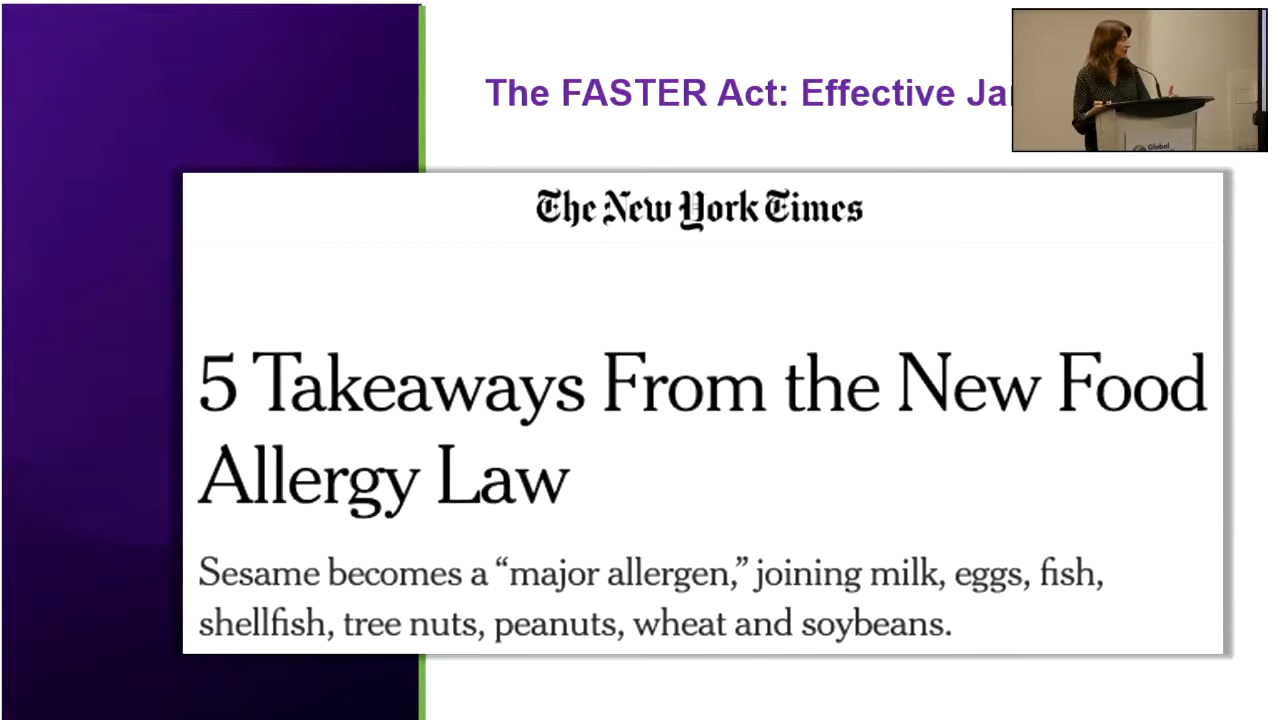 The FASTER Act: Effective Ja
The New York Times
5 Takeaways From the New Food
Allergy Law
Sesame becomes a “major allergen,” joining milk, eggs, fish,
shellfish, tree nuts, peanuts, wheat and soybeans.
Global